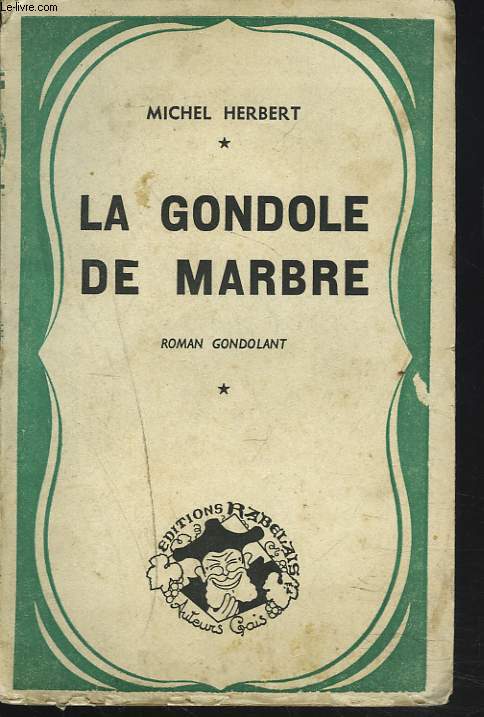 Le-livre.com
MICHEL HERBERT
LA GONDOLE
DE MARBRE
ROMAN GONDOLANT
EDITIONS RABELAIS
Auteurs Gais